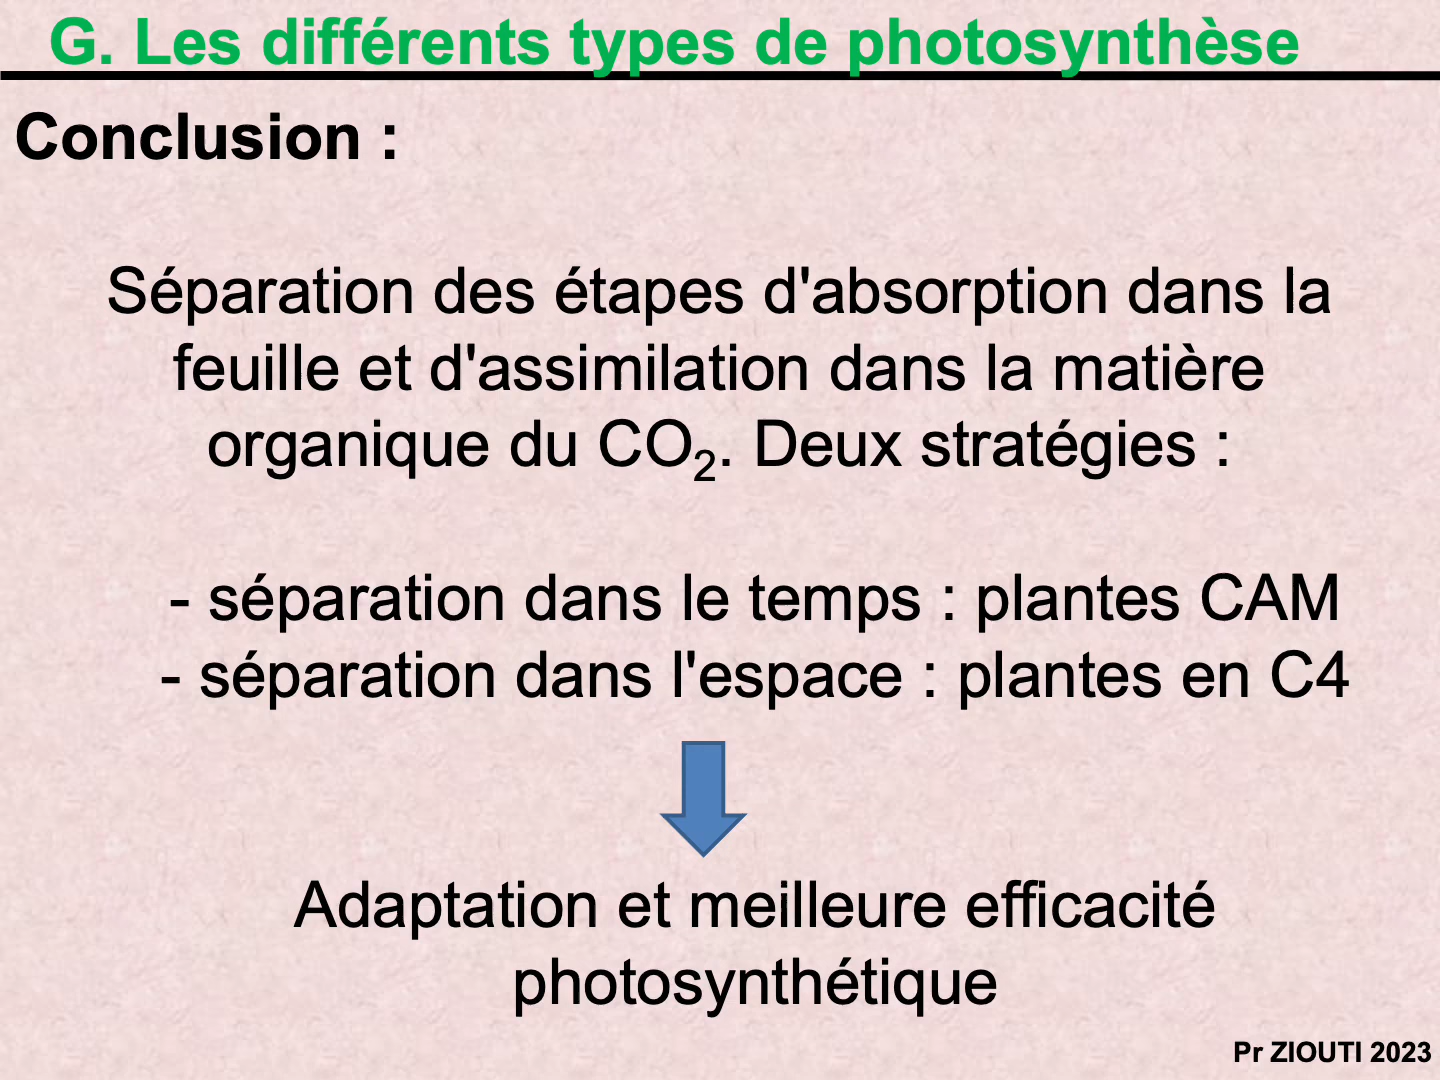 G. Les différents types de photosynthèse
Conclusion :
Séparation des étapes d'absorption dans la
feuille et d'assimilation dans la matière
organique du CO₂. Deux stratégies :
- séparation dans le temps : plantes CAM
- séparation dans l'espace : plantes en C4
Adaptation et meilleure efficacité
photosynthétique
Pr ZIOUTI 2023